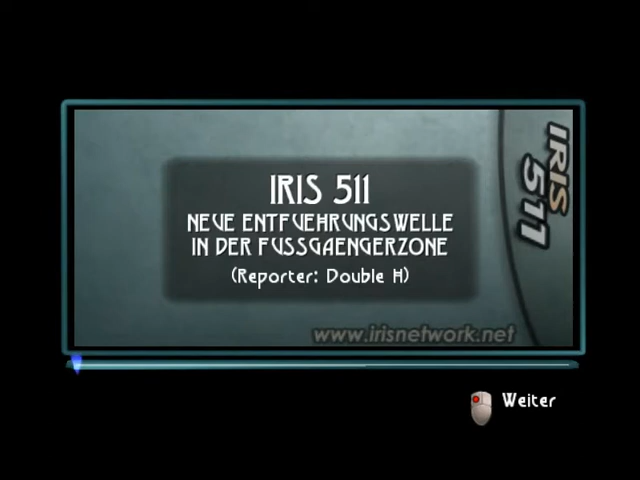 IRIS 511
NEUE ENTFUEHRUNGSWELLE
IN DER FUSSGAENGERZONE
(Reporter: Double H)
www.irisnetwork.net
IRIS
511
Weiter